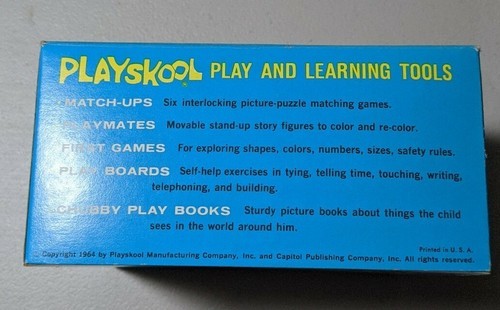 PLAYSKOOL PLAY AND LEARNING TOOLS
MATCH-UPS Six interlocking picture-puzzle matching games.
PLAYMATES Movable stand-up story figures to color and re-color.
FIRST GAMES For exploring shapes, colors, numbers, sizes, safety rules.
PLAY BOARDS Self-help exercises in tying, telling time, touching, writing,
telephoning, and building.
CHUBBY PLAY BOOKS Sturdy picture books about things the child
sees in the world around him.
Printed in U. S. A.
Copyright 1964 by Playskool Manufacturing Company, Inc. and Capitol Publishing Company, Inc. All rights reserved.